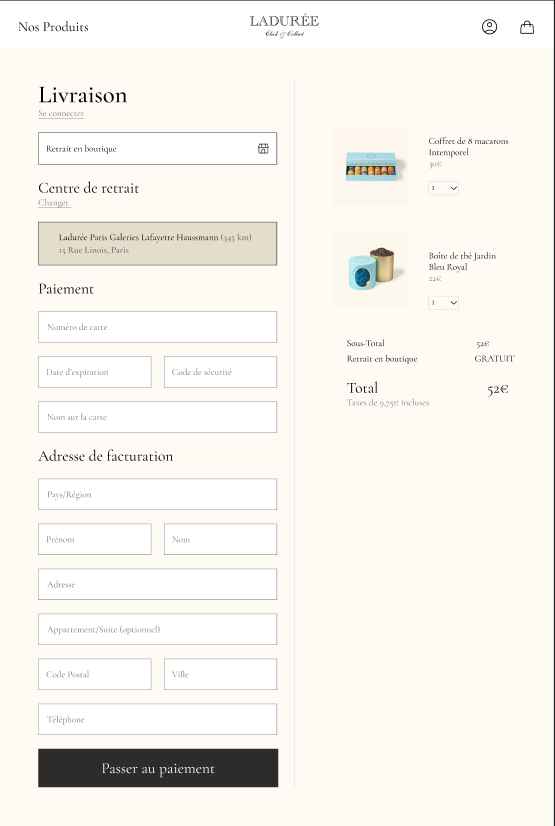 Nos Produits
LADURÉE
Click & Collect
Livraison
Se connecter
Retrait en boutique
Centre de retrait
Changer
Ladurée Paris Galeries Lafayette Haussmann (345 km)
15 Rue Linois, Paris
Paiement
Numéro de carte
Date d'expiration
Code de sécurité
Nom sur la carte
Adresse de facturation
Pays/Région
Prénom
Nom
Adresse
Appartement/Suite (optionnel)
Code Postal
Ville
Téléphone
Passer au paiement
Coffret de 8 macarons
Intemporel
30€
1
Boîte de thé Jardin
Bleu Royal
22€
1
Sous-Total 52€
Retrait en boutique GRATUIT
Total 52€
Taxes de 9,75€ incluses